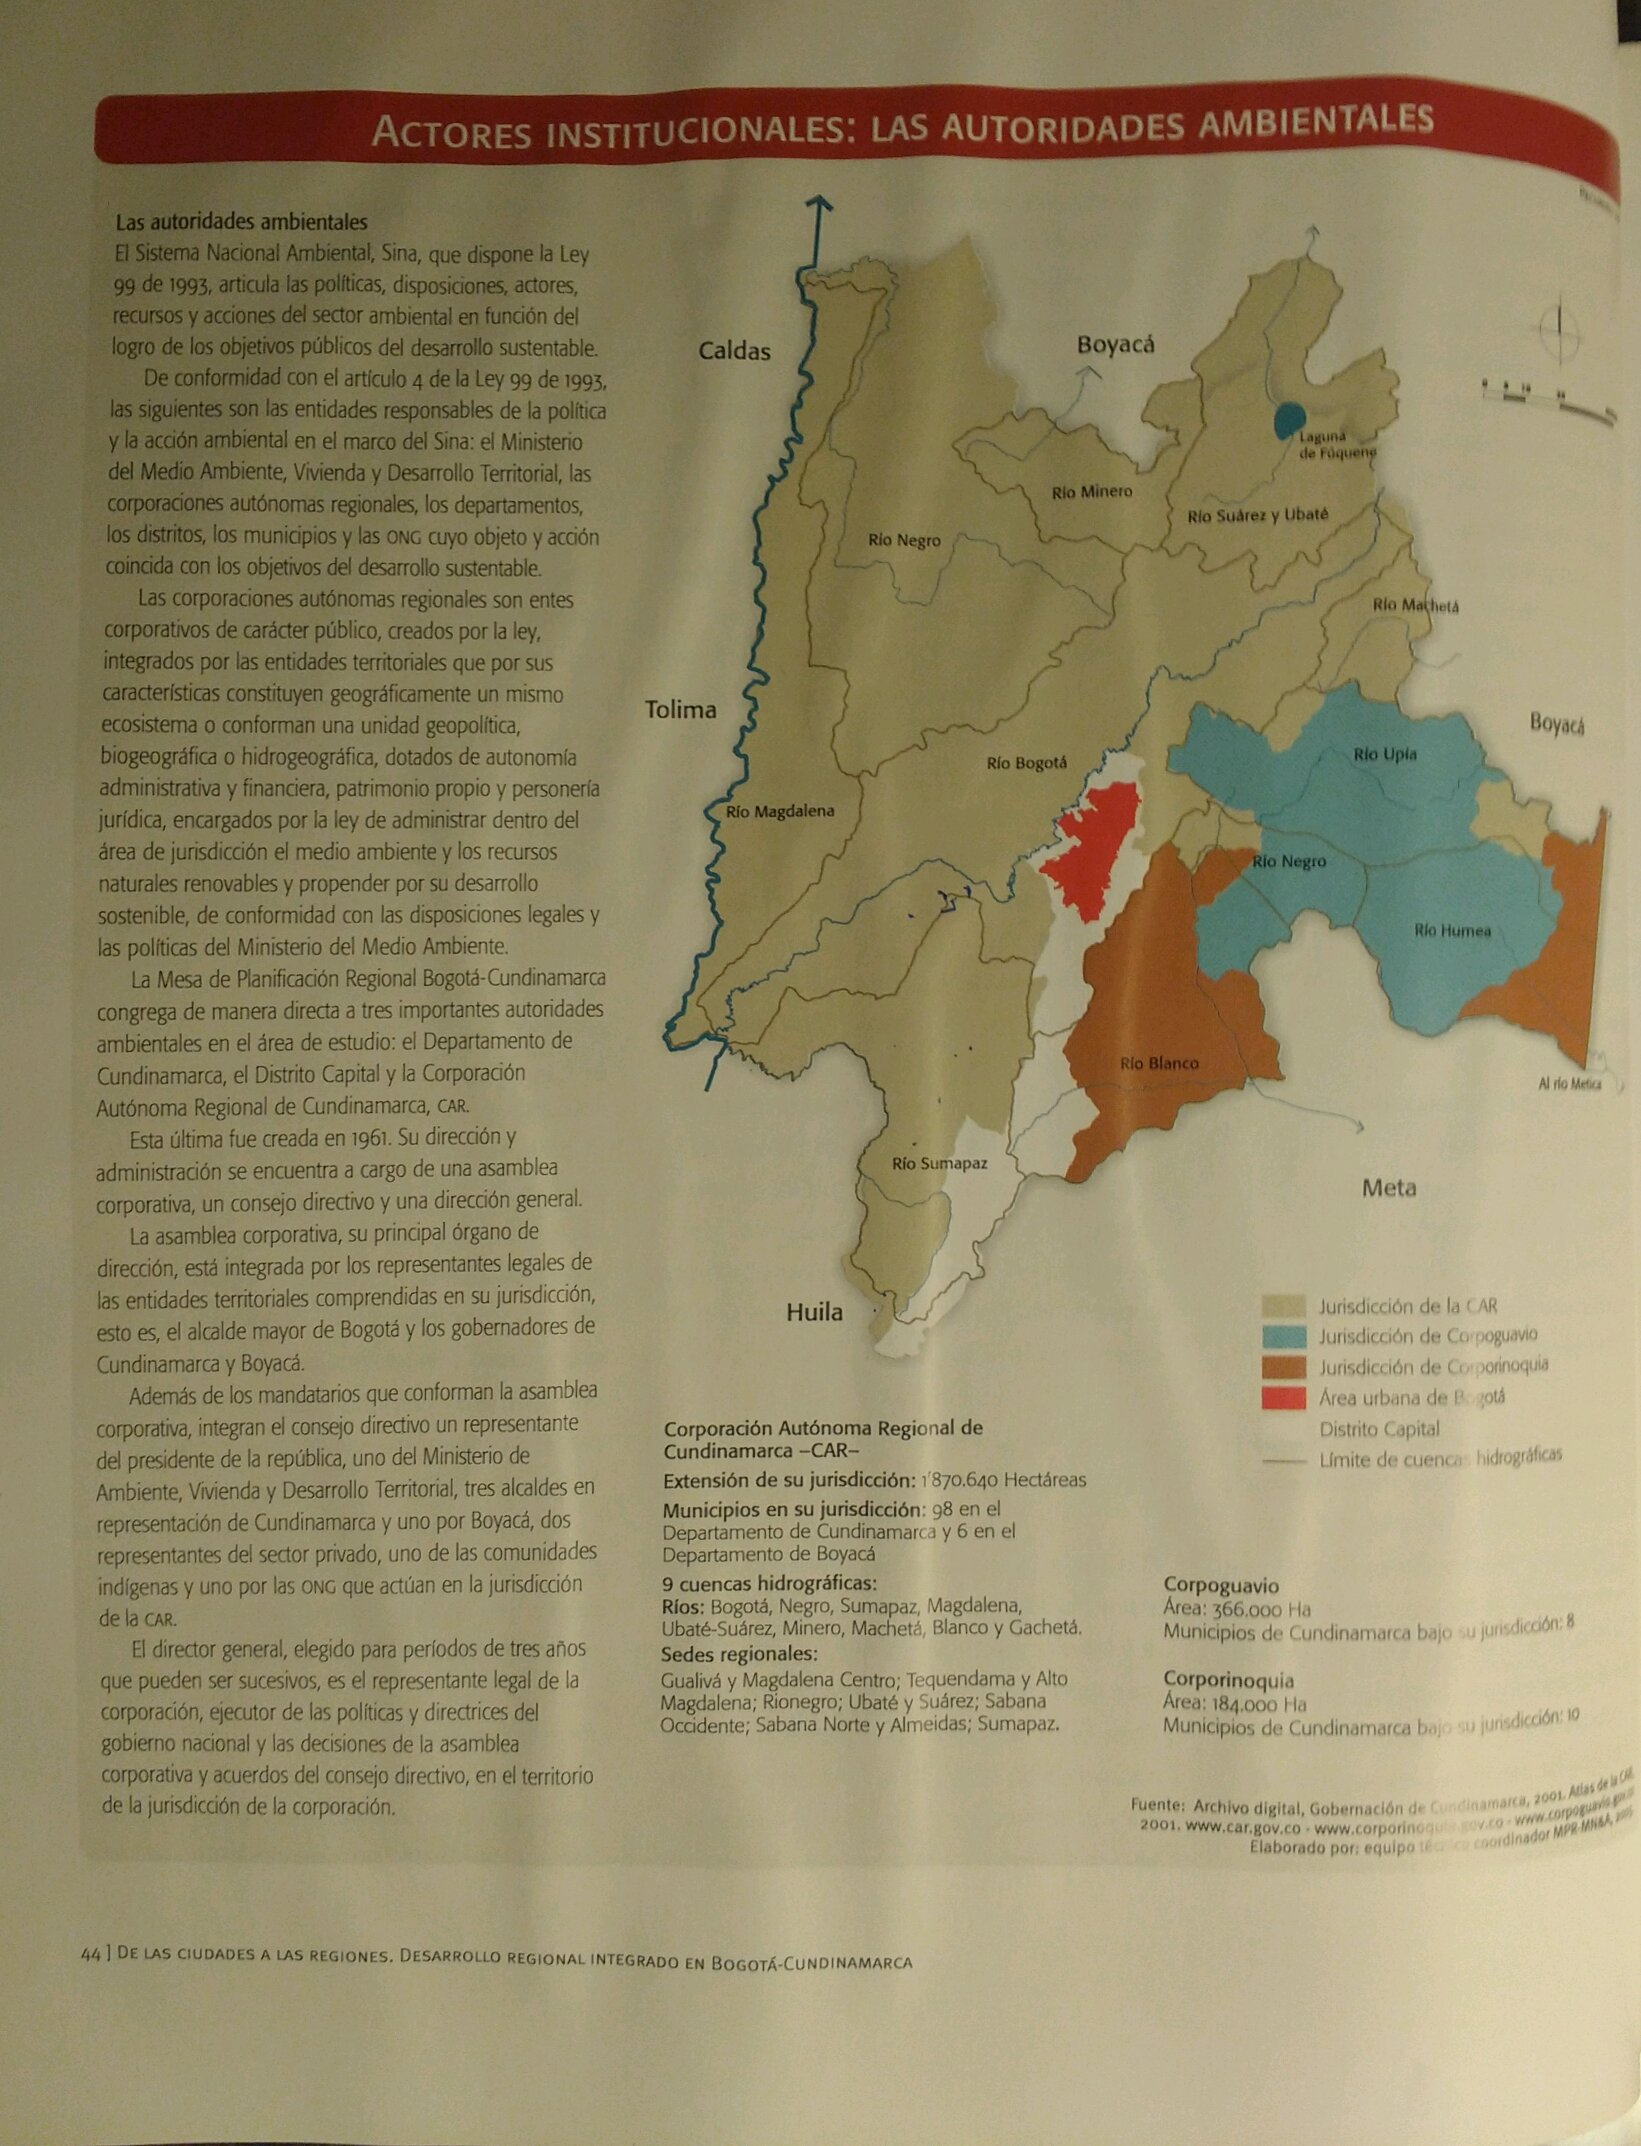 ACTORES INSTITUCIONALES: LAS AUTORIDADES AMBIENTALES
Las autoridades ambientales
El Sistema Nacional Ambiental, Sina, que dispone la Ley
99 de 1993, articula las políticas, disposiciones, actores,
recursos y acciones del sector ambiental en función del
logro de los objetivos públicos del desarrollo sustentable.
De conformidad con el artículo 4 de la Ley 99 de 1993,
las siguientes son las entidades responsables de la política
y la acción ambiental en el marco del Sina: el Ministerio
del Medio Ambiente, Vivienda y Desarrollo Territorial, las
corporaciones autónomas regionales, los departamentos,
los distritos, los municipios y las ONG cuyo objeto y acción
coincida con los objetivos del desarrollo sustentable.
Las corporaciones autónomas regionales son entes
corporativos de carácter público, creados por la ley,
integrados por las entidades territoriales que por sus
características constituyen geográficamente un mismo
ecosistema o conforman una unidad geopolítica,
biogeográfica o hidrogeográfica, dotados de autonomía
administrativa y financiera, patrimonio propio y personería
jurídica, encargados por la ley de administrar dentro del
área de jurisdicción el medio ambiente y los recursos
naturales renovables y propender por su desarrollo
sostenible, de conformidad con las disposiciones legales y
las políticas del Ministerio del Medio Ambiente.
La Mesa de Planificación Regional Bogotá-Cundinamarca
congrega de manera directa a tres importantes autoridades
ambientales en el área de estudio: el Departamento de
Cundinamarca, el Distrito Capital y la Corporación
Autónoma Regional de Cundinamarca, CAR.
Esta última fue creada en 1961. Su dirección y
administración se encuentra a cargo de una asamblea
corporativa, un consejo directivo y una dirección general.
La asamblea corporativa, su principal órgano de
dirección, está integrada por los representantes legales de
las entidades territoriales comprendidas en su jurisdicción,
esto es, el alcalde mayor de Bogotá y los gobernadores de
Cundinamarca y Boyacá.
Además de los mandatarios que conforman la asamblea
corporativa, integran el consejo directivo un representante
del presidente de la república, uno del Ministerio de
Ambiente, Vivienda y Desarrollo Territorial, tres alcaldes en
representación de Cundinamarca y uno por Boyacá, dos
representantes del sector privado, uno de las comunidades
indígenas y uno por las ONG que actúan en la jurisdicción
de la CAR.
El director general, elegido para períodos de tres años
que pueden ser sucesivos, es el representante legal de la
corporación, ejecutor de las políticas y directrices del
gobierno nacional y las decisiones de la asamblea
corporativa y acuerdos del consejo directivo, en el territorio
de la jurisdicción de la corporación.
Caldas
Boyacá
Laguna
de Fúquene
Río Minero
Río Suárez y Ubaté
Río Negro
Río Machetá
Tolima
Boyacá
Río Upía
Río Bogotá
Río Magdalena
Río Negro
Río Humea
Río Blanco
Al río Metica
Río Sumapaz
Meta
Huila
Jurisdicción de la CAR
Jurisdicción de Corpoguavio
Jurisdicción de Corporinoquia
Área urbana de Bogotá
Distrito Capital
Límite de cuencas hidrográficas
Corporación Autónoma Regional de
Cundinamarca –CAR–
Extensión de su jurisdicción: 1'870.640 Hectáreas
Municipios en su jurisdicción: 98 en el
Departamento de Cundinamarca y 6 en el
Departamento de Boyacá
9 cuencas hidrográficas:
Ríos: Bogotá, Negro, Sumapaz, Magdalena,
Ubaté-Suárez, Minero, Machetá, Blanco y Gachetá.
Sedes regionales:
Gualivá y Magdalena Centro; Tequendama y Alto
Magdalena; Rionegro; Ubaté y Suárez; Sabana
Occidente; Sabana Norte y Almeidas; Sumapaz.
Corpoguavio
Área: 366.000 Ha
Municipios de Cundinamarca bajo su jurisdicción: 8
Corporinoquia
Área: 184.000 Ha
Municipios de Cundinamarca bajo su jurisdicción: 10
Fuente: Archivo digital, Gobernación de Cundinamarca, 2001. Atlas de la CAR,
2001. www.car.gov.co - www.corporinoquia.gov.co - www.corpoguavio.gov.co
Elaborado por: equipo técnico coordinador MPR-MN&A, 2005
44 ] DE LAS CIUDADES A LAS REGIONES. DESARROLLO REGIONAL INTEGRADO EN BOGOTÁ-CUNDINAMARCA